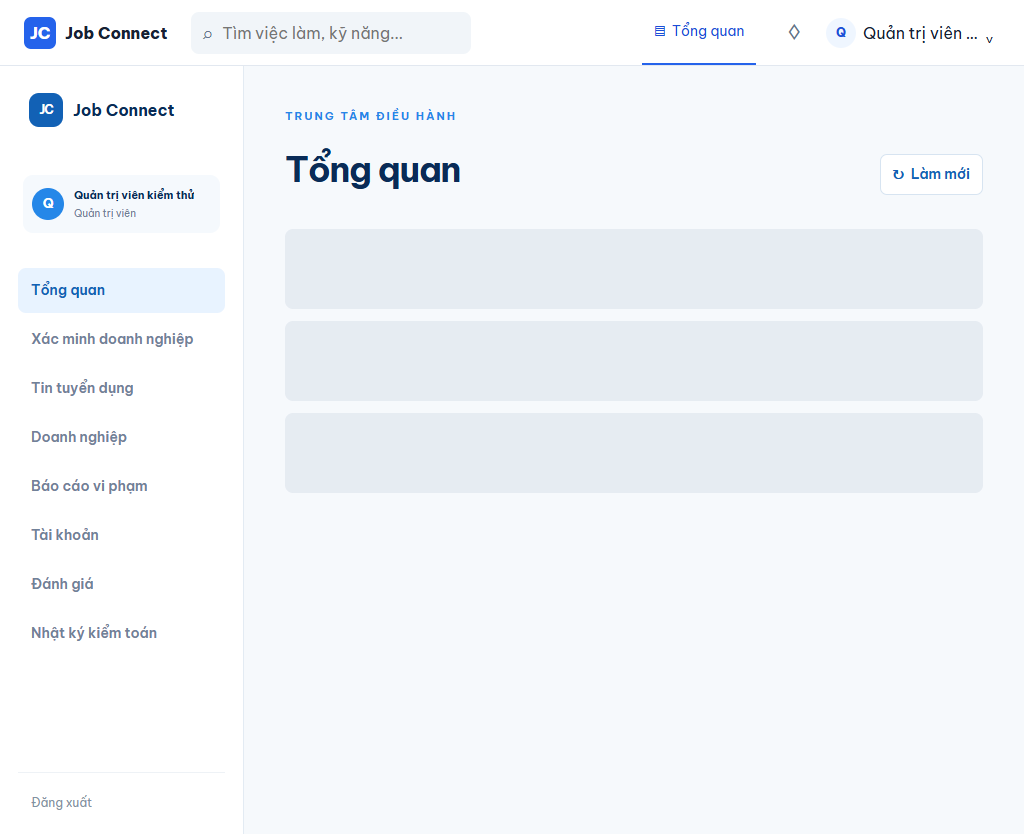 JC Job Connect
Tìm việc làm, kỹ năng...
Tổng quan
Q Quản trị viên ...
JC Job Connect
Q Quản trị viên kiểm thử
Quản trị viên
Tổng quan
Xác minh doanh nghiệp
Tin tuyển dụng
Doanh nghiệp
Báo cáo vi phạm
Tài khoản
Đánh giá
Nhật ký kiểm toán
Đăng xuất
TRUNG TÂM ĐIỀU HÀNH
Tổng quan
↻ Làm mới